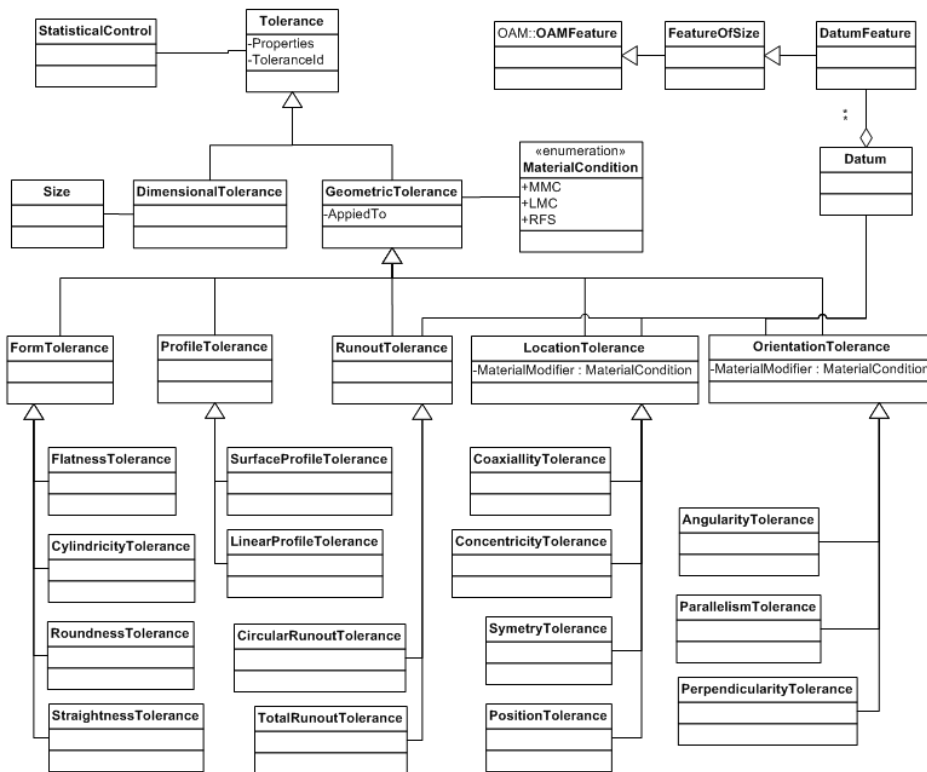 StatisticalControl
Tolerance
-Properties
-ToleranceId
OAM::OAMFeature
FeatureOfSize
DatumFeature
*
*
«enumeration»
MaterialCondition
+MMC
+LMC
+RFS
Datum
Size
DimensionalTolerance
GeometricTolerance
-AppiedTo
FormTolerance
ProfileTolerance
RunoutTolerance
LocationTolerance
-MaterialModifier : MaterialCondition
OrientationTolerance
-MaterialModifier : MaterialCondition
FlatnessTolerance
SurfaceProfileTolerance
CoaxiallityTolerance
CylindricityTolerance
LinearProfileTolerance
ConcentricityTolerance
AngularityTolerance
RoundnessTolerance
CircularRunoutTolerance
SymetryTolerance
ParallelismTolerance
StraightnessTolerance
TotalRunoutTolerance
PositionTolerance
PerpendicularityTolerance